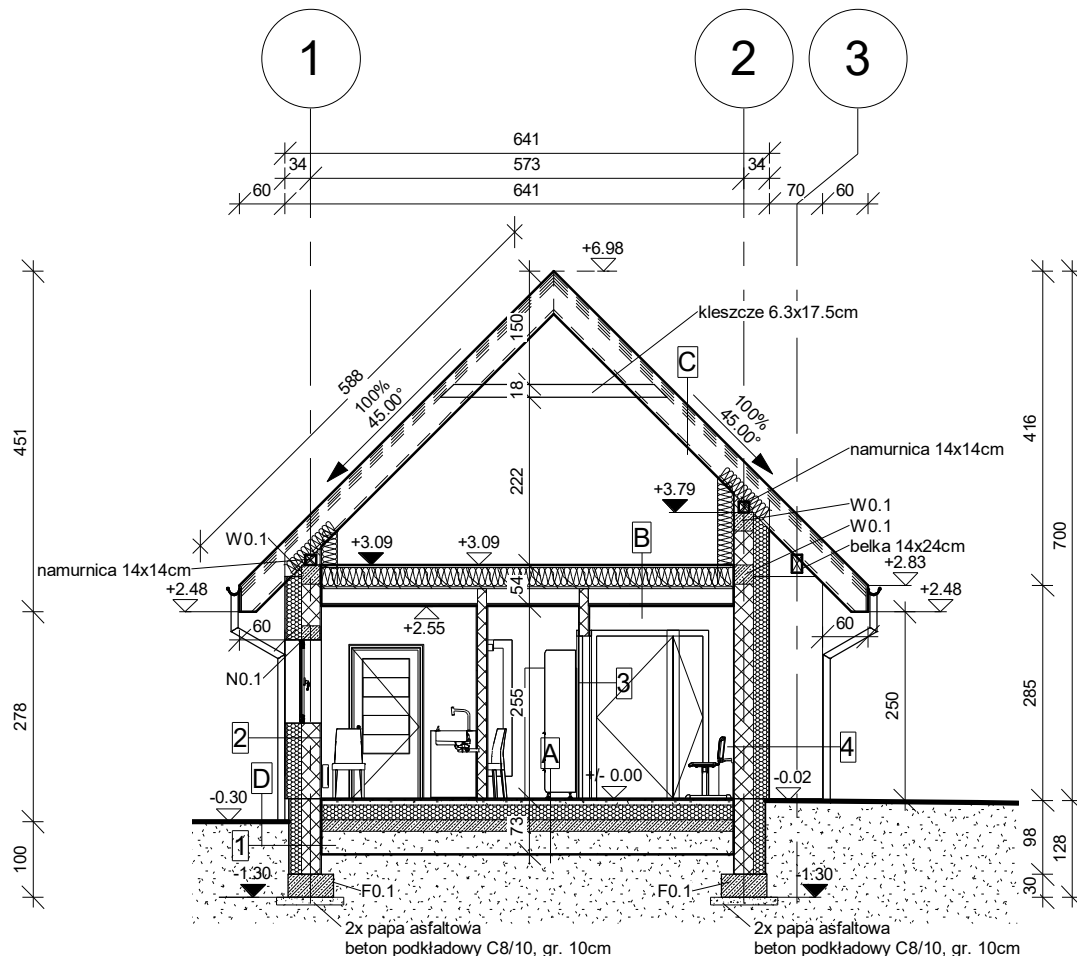 1
2
3
641
34
573
34
60
641
70
60
+6.98
kleszcze 6.3x17.5cm
150
C
18
588
100%
45.00°
100%
45.00°
451
416
namurnica 14x14cm
222
+3.79
W0.1
W0.1
W0.1
B
700
+3.09
+3.09
belka 14x24cm
namurnica 14x14cm
+2.83
54
+2.48
+2.48
+2.55
60
60
N0.1
3
255
285
278
250
2
4
A
D
+/- 0.00
-0.02
-0.30
73
1
98
128
100
-1.30
F0.1
F0.1
-1.30
30
2x papa asfaltowa
beton podkładowy C8/10, gr. 10cm
2x papa asfaltowa
beton podkładowy C8/10, gr. 10cm